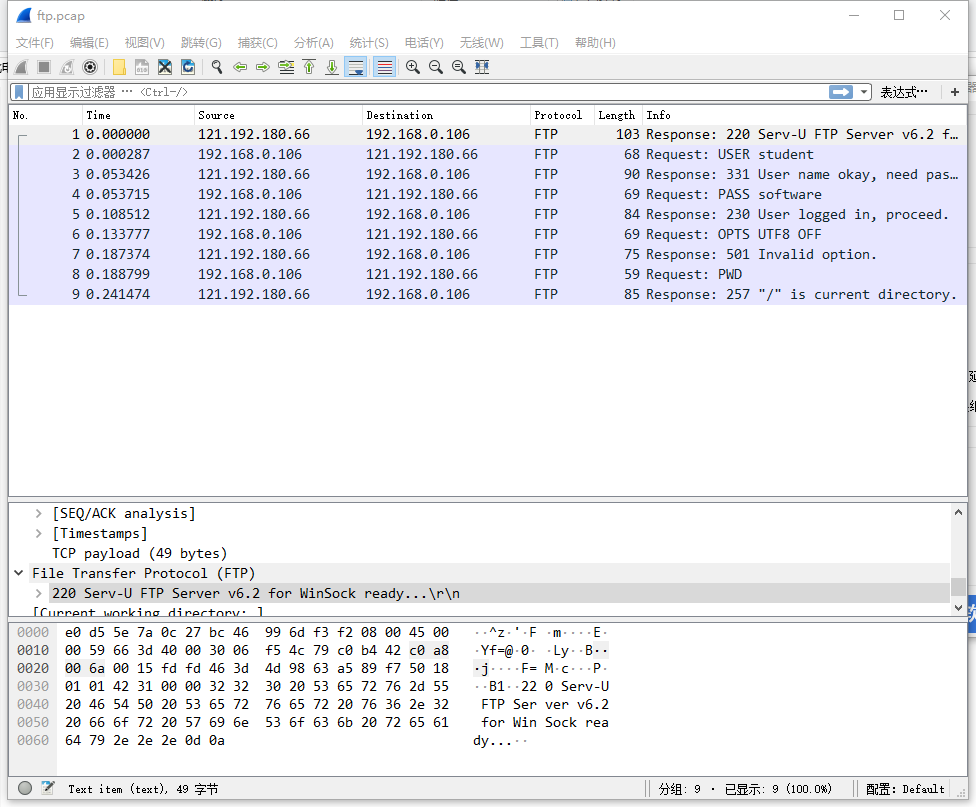 ftp.pcap
文件(F) 编辑(E) 视图(V) 跳转(G) 捕获(C) 分析(A) 统计(S) 电话(Y) 无线(W) 工具(T) 帮助(H)
应用显示过滤器 ··· <Ctrl-/> 表达式··· +
No. Time Source Destination Protocol Length Info
1 0.000000 121.192.180.66 192.168.0.106 FTP 103 Response: 220 Serv-U FTP Server v6.2 f…
2 0.000287 192.168.0.106 121.192.180.66 FTP 68 Request: USER student
3 0.053426 121.192.180.66 192.168.0.106 FTP 90 Response: 331 User name okay, need pas…
4 0.053715 192.168.0.106 121.192.180.66 FTP 69 Request: PASS software
5 0.108512 121.192.180.66 192.168.0.106 FTP 84 Response: 230 User logged in, proceed.
6 0.133777 192.168.0.106 121.192.180.66 FTP 69 Request: OPTS UTF8 OFF
7 0.187374 121.192.180.66 192.168.0.106 FTP 75 Response: 501 Invalid option.
8 0.188799 192.168.0.106 121.192.180.66 FTP 59 Request: PWD
9 0.241474 121.192.180.66 192.168.0.106 FTP 85 Response: 257 "/" is current directory.
[SEQ/ACK analysis]
[Timestamps]
TCP payload (49 bytes)
File Transfer Protocol (FTP)
220 Serv-U FTP Server v6.2 for WinSock ready...\r\n
[Current working directory: ]
0000 e0 d5 5e 7a 0c 27 bc 46 99 6d f3 f2 08 00 45 00 ··^z·'·F ·m····E·
0010 00 59 66 3d 40 00 30 06 f5 4c 79 c0 b4 42 c0 a8 ·Yf=@·0· ·Ly··B··
0020 00 6a 00 15 fd fd 46 3d 4d 98 63 a5 89 f7 50 18 ·j····F= M·c···P·
0030 01 01 42 31 00 00 32 32 30 20 53 65 72 76 2d 55 ··B1··22 0 Serv-U
0040 20 46 54 50 20 53 65 72 76 65 72 20 76 36 2e 32 FTP Ser ver v6.2
0050 20 66 6f 72 20 57 69 6e 53 6f 63 6b 20 72 65 61 for Win Sock rea
0060 64 79 2e 2e 2e 0d 0a dy...··
Text item (text), 49 字节 分组: 9 · 已显示: 9 (100.0%) 配置: Default